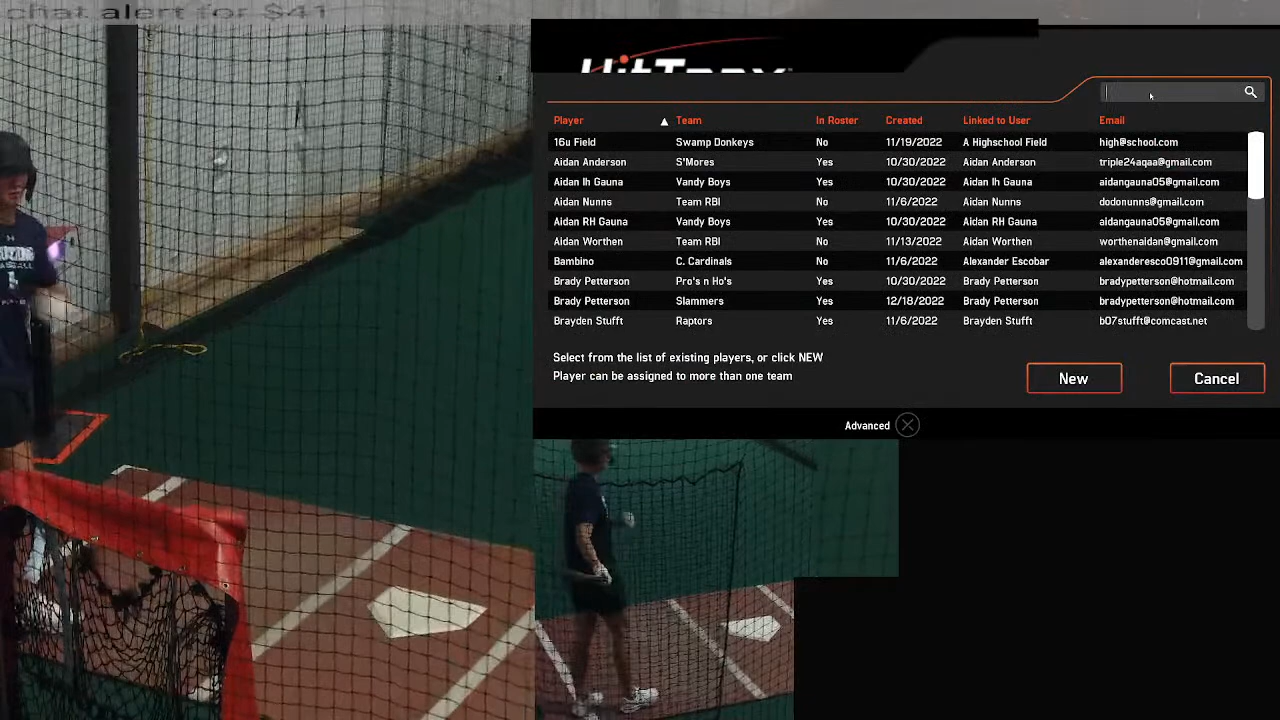 chat alert for $41
HitTrax
Player Team In Roster Created Linked to User Email
16u Field Swamp Donkeys No 11/19/2022 A Highschool Field high@school.com
Aidan Anderson S'Mores Yes 10/30/2022 Aidan Anderson triple24aqaa@gmail.com
Aidan lh Gauna Vandy Boys Yes 10/30/2022 Aidan lh Gauna aidangauna05@gmail.com
Aidan Nunns Team RBI No 11/6/2022 Aidan Nunns dodonunns@gmail.com
Aidan RH Gauna Vandy Boys Yes 10/30/2022 Aidan RH Gauna aidangauna05@gmail.com
Aidan Worthen Team RBI No 11/13/2022 Aidan Worthen worthenaidan@gmail.com
Bambino C. Cardinals No 11/6/2022 Alexander Escobar alexanderesco0911@gmail.com
Brady Petterson Pro's n Ho's Yes 10/30/2022 Brady Petterson bradypetterson@hotmail.com
Brady Petterson Slammers Yes 12/18/2022 Brady Petterson bradypetterson@hotmail.com
Brayden Stufft Raptors Yes 11/6/2022 Brayden Stufft b07stufft@comcast.net
Select from the list of existing players, or click NEW
Player can be assigned to more than one team
New Cancel
Advanced